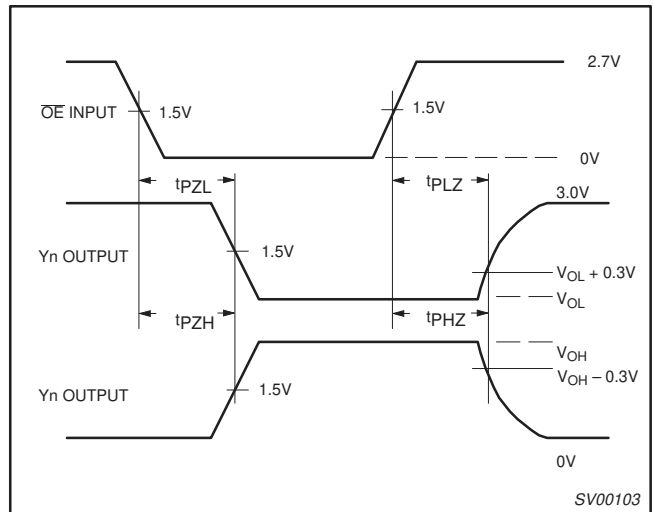 2.7V
OE INPUT
1.5V
1.5V
0V
tPZL
tPLZ
3.0V
Yn OUTPUT
1.5V
VOL + 0.3V
VOL
tPZH
tPHZ
VOH
VOH – 0.3V
Yn OUTPUT
1.5V
0V
SV00103